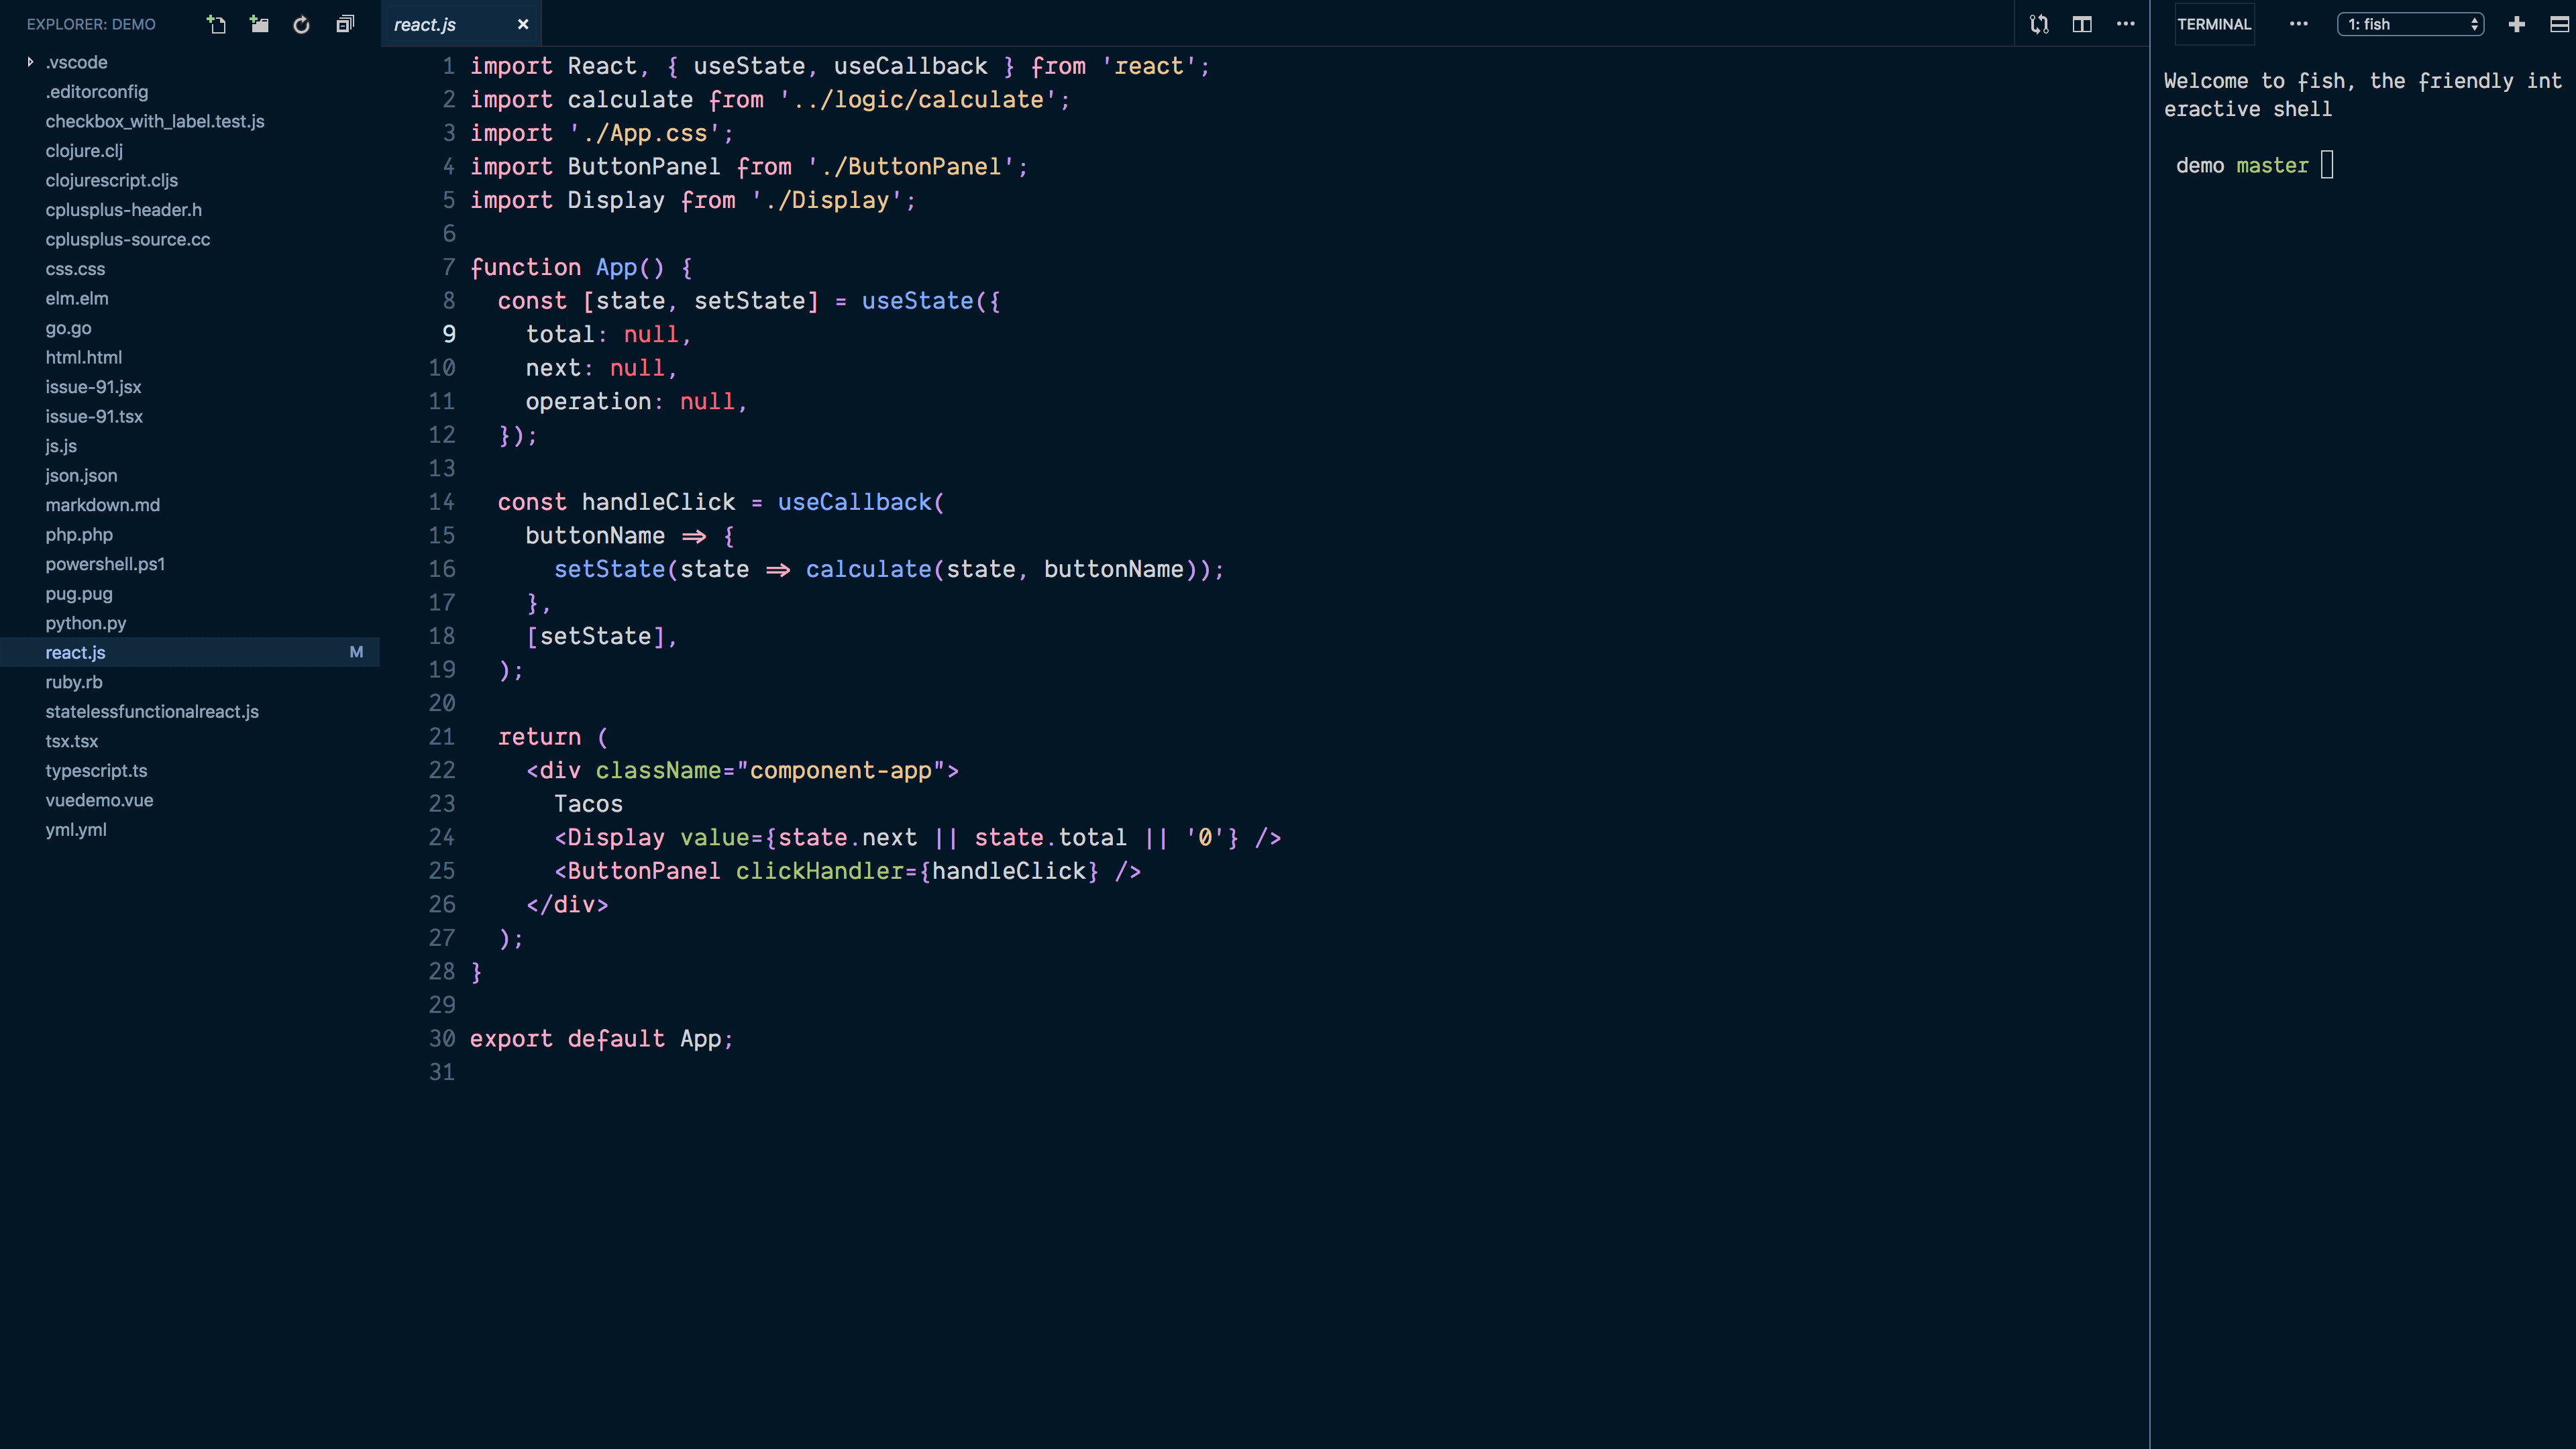 EXPLORER: DEMO
.vscode
.editorconfig
checkbox_with_label.test.js
clojure.clj
clojurescript.cljs
cplusplus-header.h
cplusplus-source.cc
css.css
elm.elm
go.go
html.html
issue-91.jsx
issue-91.tsx
js.js
json.json
markdown.md
php.php
powershell.ps1
pug.pug
python.py
react.js M
ruby.rb
statelessfunctionalreact.js
tsx.tsx
typescript.ts
vuedemo.vue
yml.yml
react.js
1 import React, { useState, useCallback } from 'react';
2 import calculate from '../logic/calculate';
3 import './App.css';
4 import ButtonPanel from './ButtonPanel';
5 import Display from './Display';
6
7 function App() {
8   const [state, setState] = useState({
9     total: null,
10     next: null,
11     operation: null,
12   });
13
14   const handleClick = useCallback(
15     buttonName => {
16       setState(state => calculate(state, buttonName));
17     },
18     [setState],
19   );
20
21   return (
22     <div className="component-app">
23       Tacos
24       <Display value={state.next || state.total || '0'} />
25       <ButtonPanel clickHandler={handleClick} />
26     </div>
27   );
28 }
29
30 export default App;
31
TERMINAL
1: fish
Welcome to fish, the friendly int
eractive shell
demo master